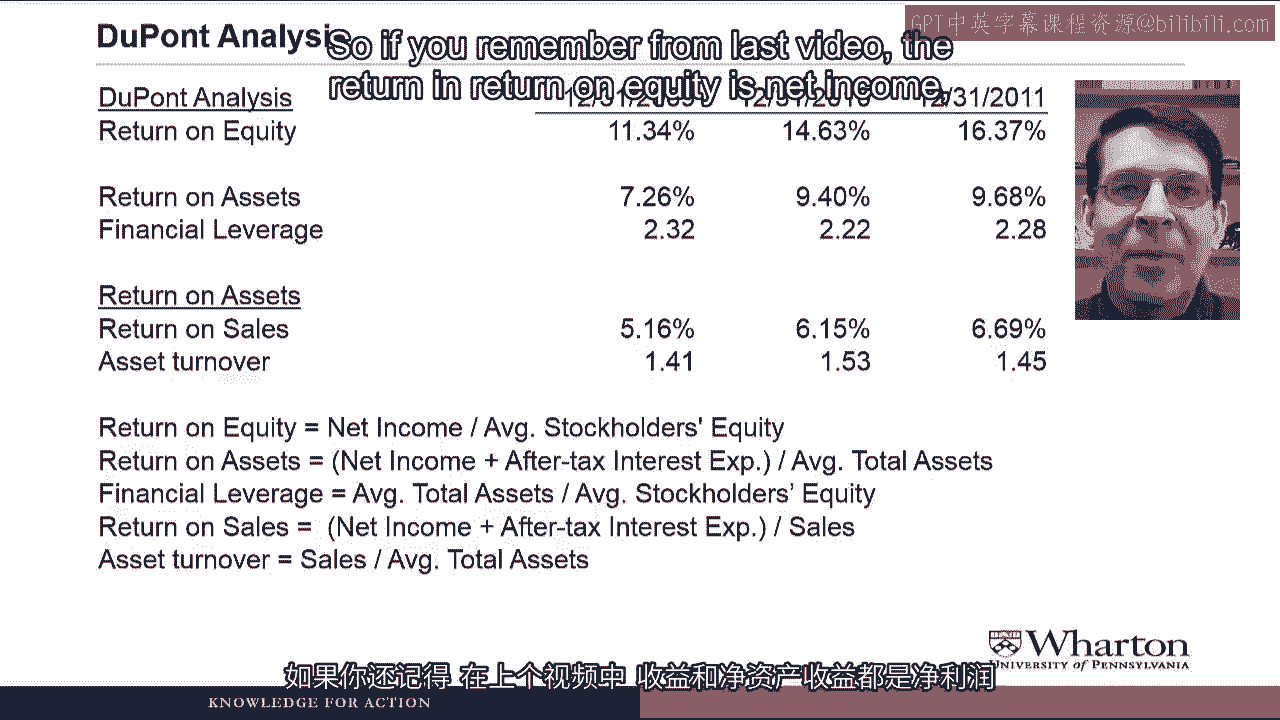 GPT中英字幕课程资源@bilibili.com
DuPont Analysis
So if you remember from last video, the
return in return on equity is net income,
DuPont Analysis 12/31/2011
Return on Equity 11.34% 14.63% 16.37%
Return on Assets 7.26% 9.40% 9.68%
Financial Leverage 2.32 2.22 2.28
Return on Assets
Return on Sales 5.16% 6.15% 6.69%
Asset turnover 1.41 1.53 1.45
Return on Equity = Net Income / Avg. Stockholders' Equity
Return on Assets = (Net Income + After-tax Interest Exp.) / Avg. Total Assets
Financial Leverage = Avg. Total Assets / Avg. Stockholders’ Equity
Return on Sales = (Net Income + After-tax Interest Exp.) / Sales
Asset turnover = Sales / Avg. Total Assets
Wharton
UNIVERSITY of PENNSYLVANIA
如果你还记得 在上个视频中 收益和净资产收益都是净利润
KNOWLEDGE FOR ACTION